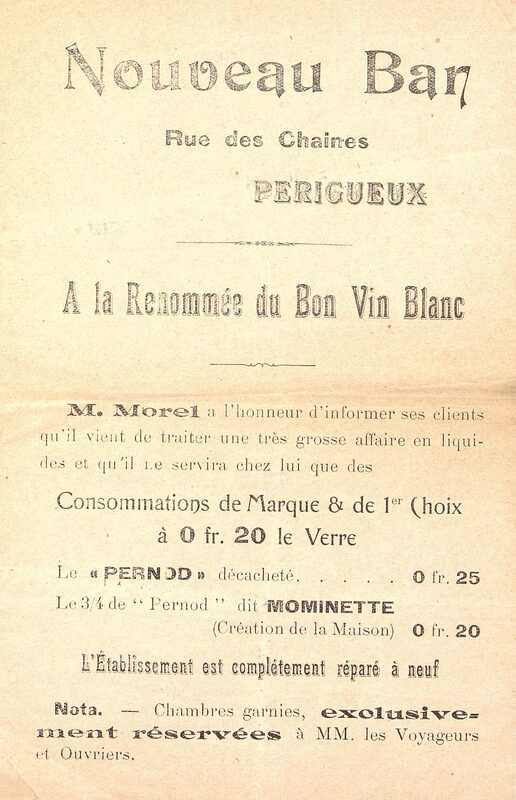 Nouveau Bar
Rue des Chaines
PERIGUEUX
A la Renommée du Bon Vin Blanc
M. Morel a l'honneur d'informer ses clients
qu'il vient de traiter une très grosse affaire en liqui-
des et qu'il ne servira chez lui que des
Consommations de Marque & de 1er Choix
à 0 fr. 20 le Verre
Le « PERNOD » décacheté. . . . . . 0 fr. 25
Le 3/4 de “ Pernod ” dit MOMINETTE
(Création de la Maison) 0 fr. 20
L'Établissement est complétement réparé à neuf
Nota. — Chambres garnies, exclusive-
ment réservées à MM. les Voyageurs
et Ouvriers.